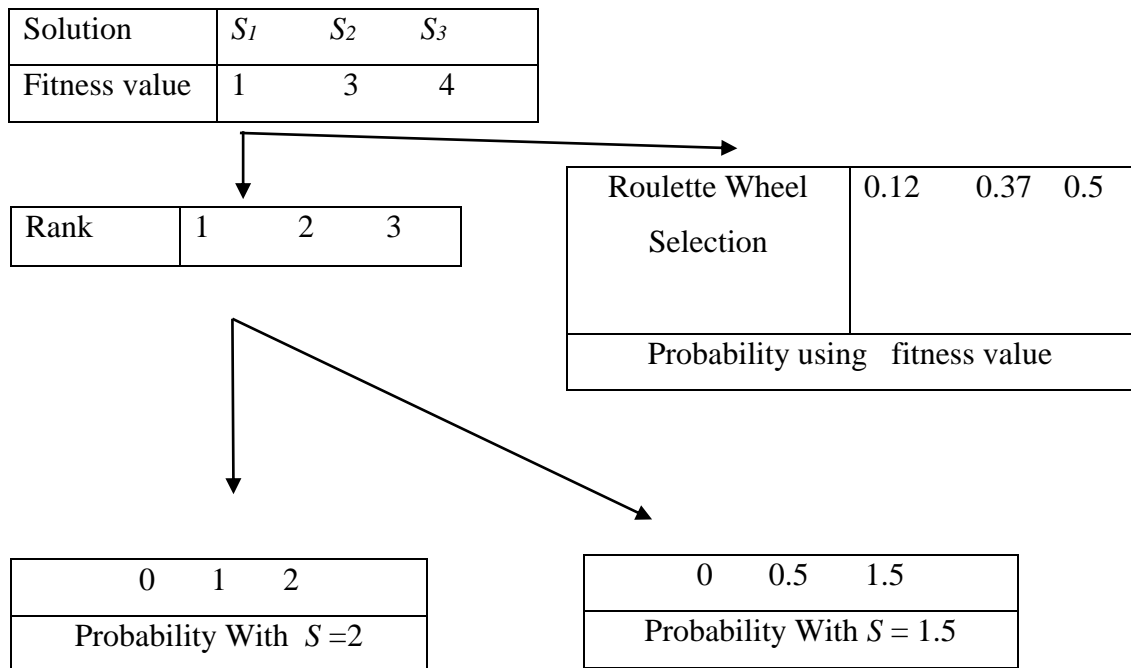 Solution S1 S2 S3
Fitness value 1 3 4
Roulette Wheel Selection 0.12 0.37 0.5
Probability using fitness value
Rank 1 2 3
0 1 2
Probability With S =2
0 0.5 1.5
Probability With S = 1.5